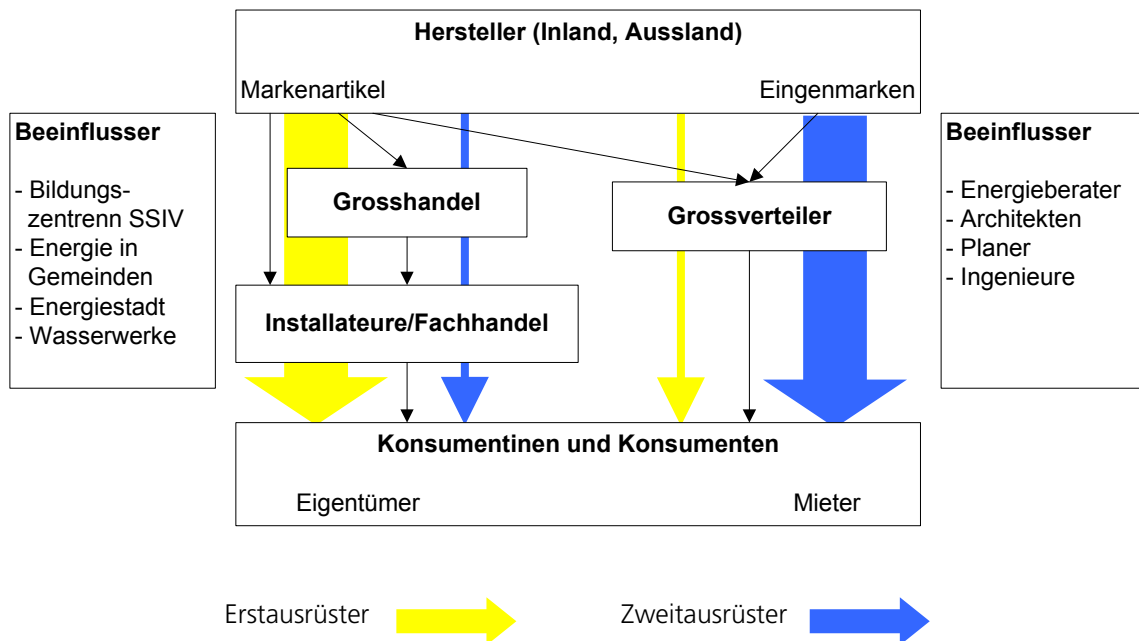 Hersteller (Inland, Aussland)
Markenartikel
Eingenmarken
Beeinflusser
- Bildungs-
zentrenn SSIV
- Energie in
Gemeinden
- Energiestadt
- Wasserwerke
Grosshandel
Grossverteiler
Installateure/Fachhandel
Beeinflusser
- Energieberater
- Architekten
- Planer
- Ingenieure
Konsumentinen und Konsumenten
Eigentümer
Mieter
Erstausrüster
Zweitausrüster